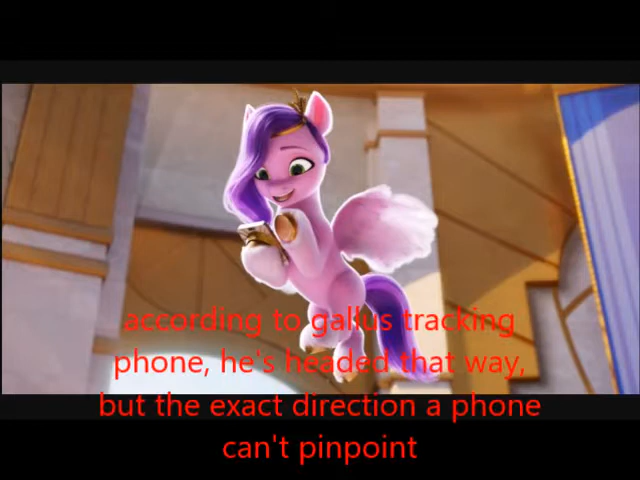 according to gallus tracking
phone, he's headed that way,
but the exact direction a phone
can't pinpoint